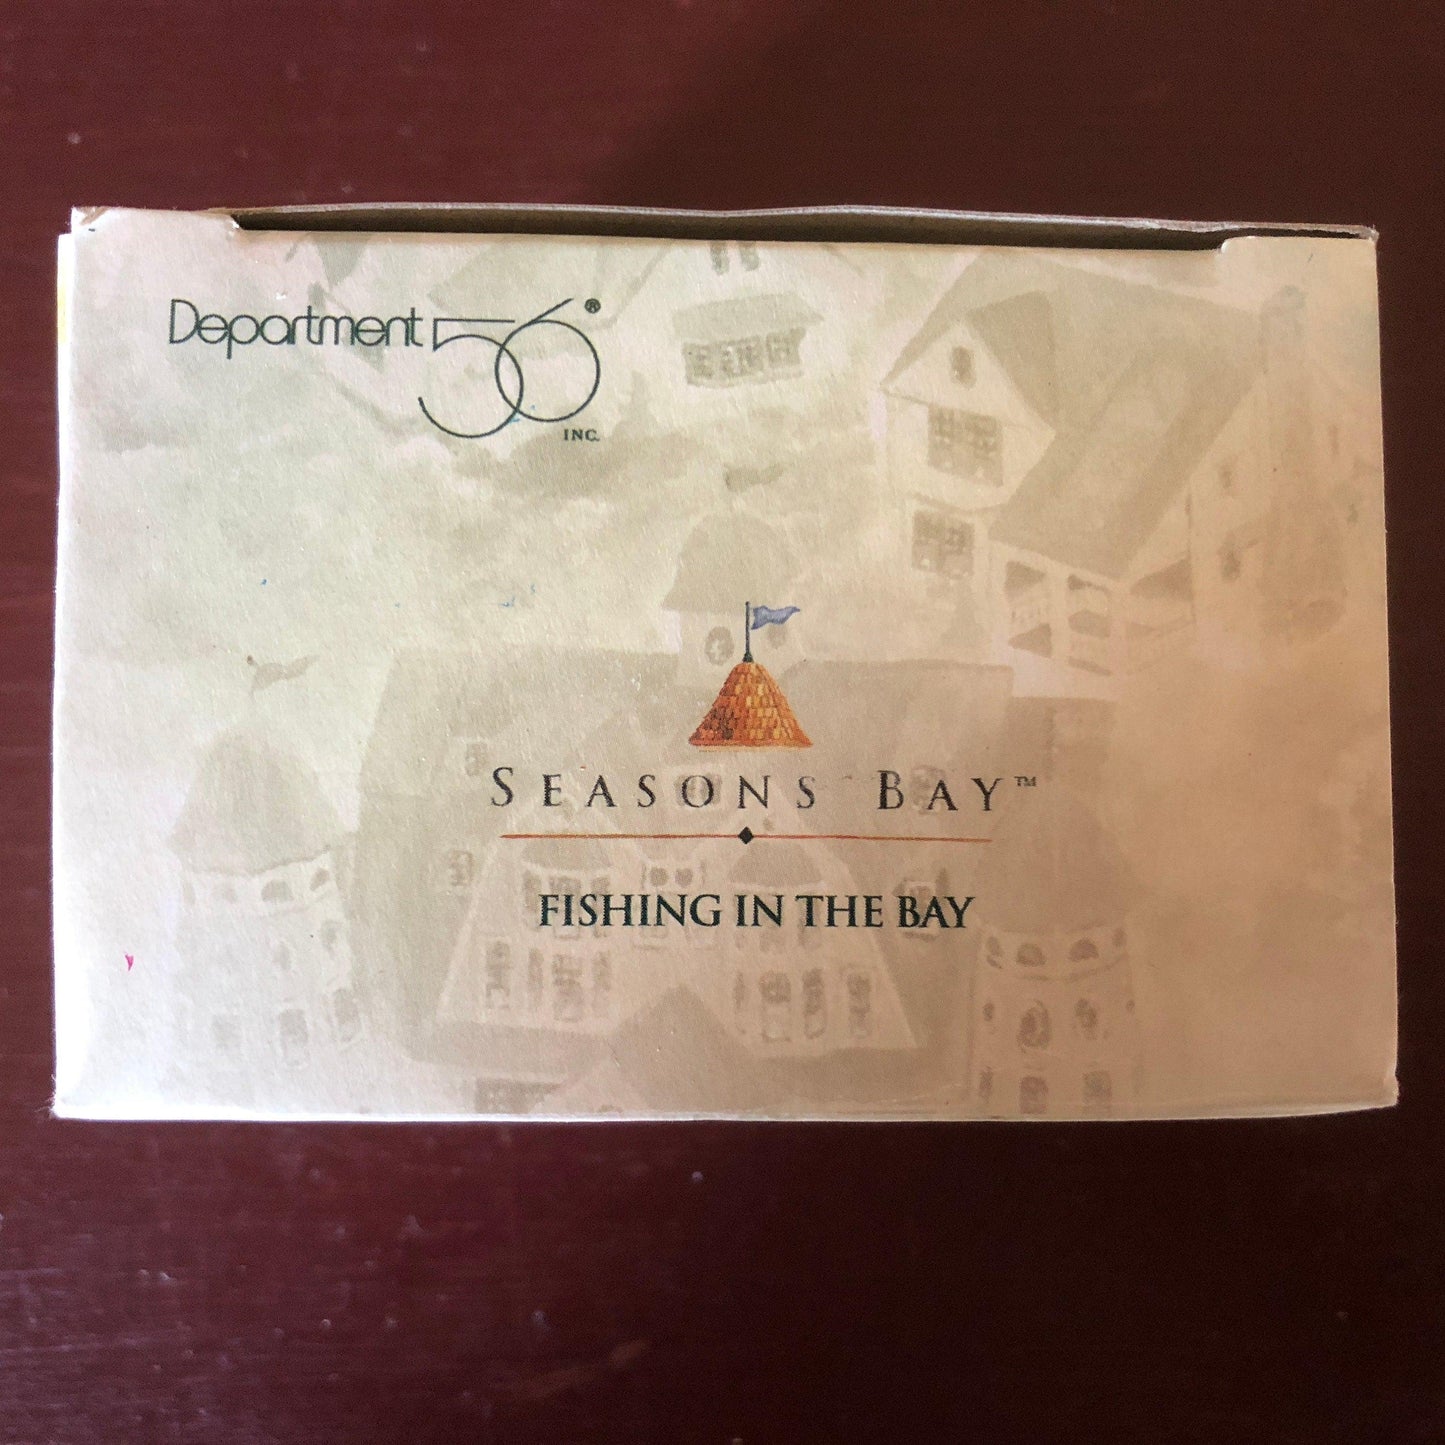 Department 56®
INC.
SEASONS BAY™
FISHING IN THE BAY